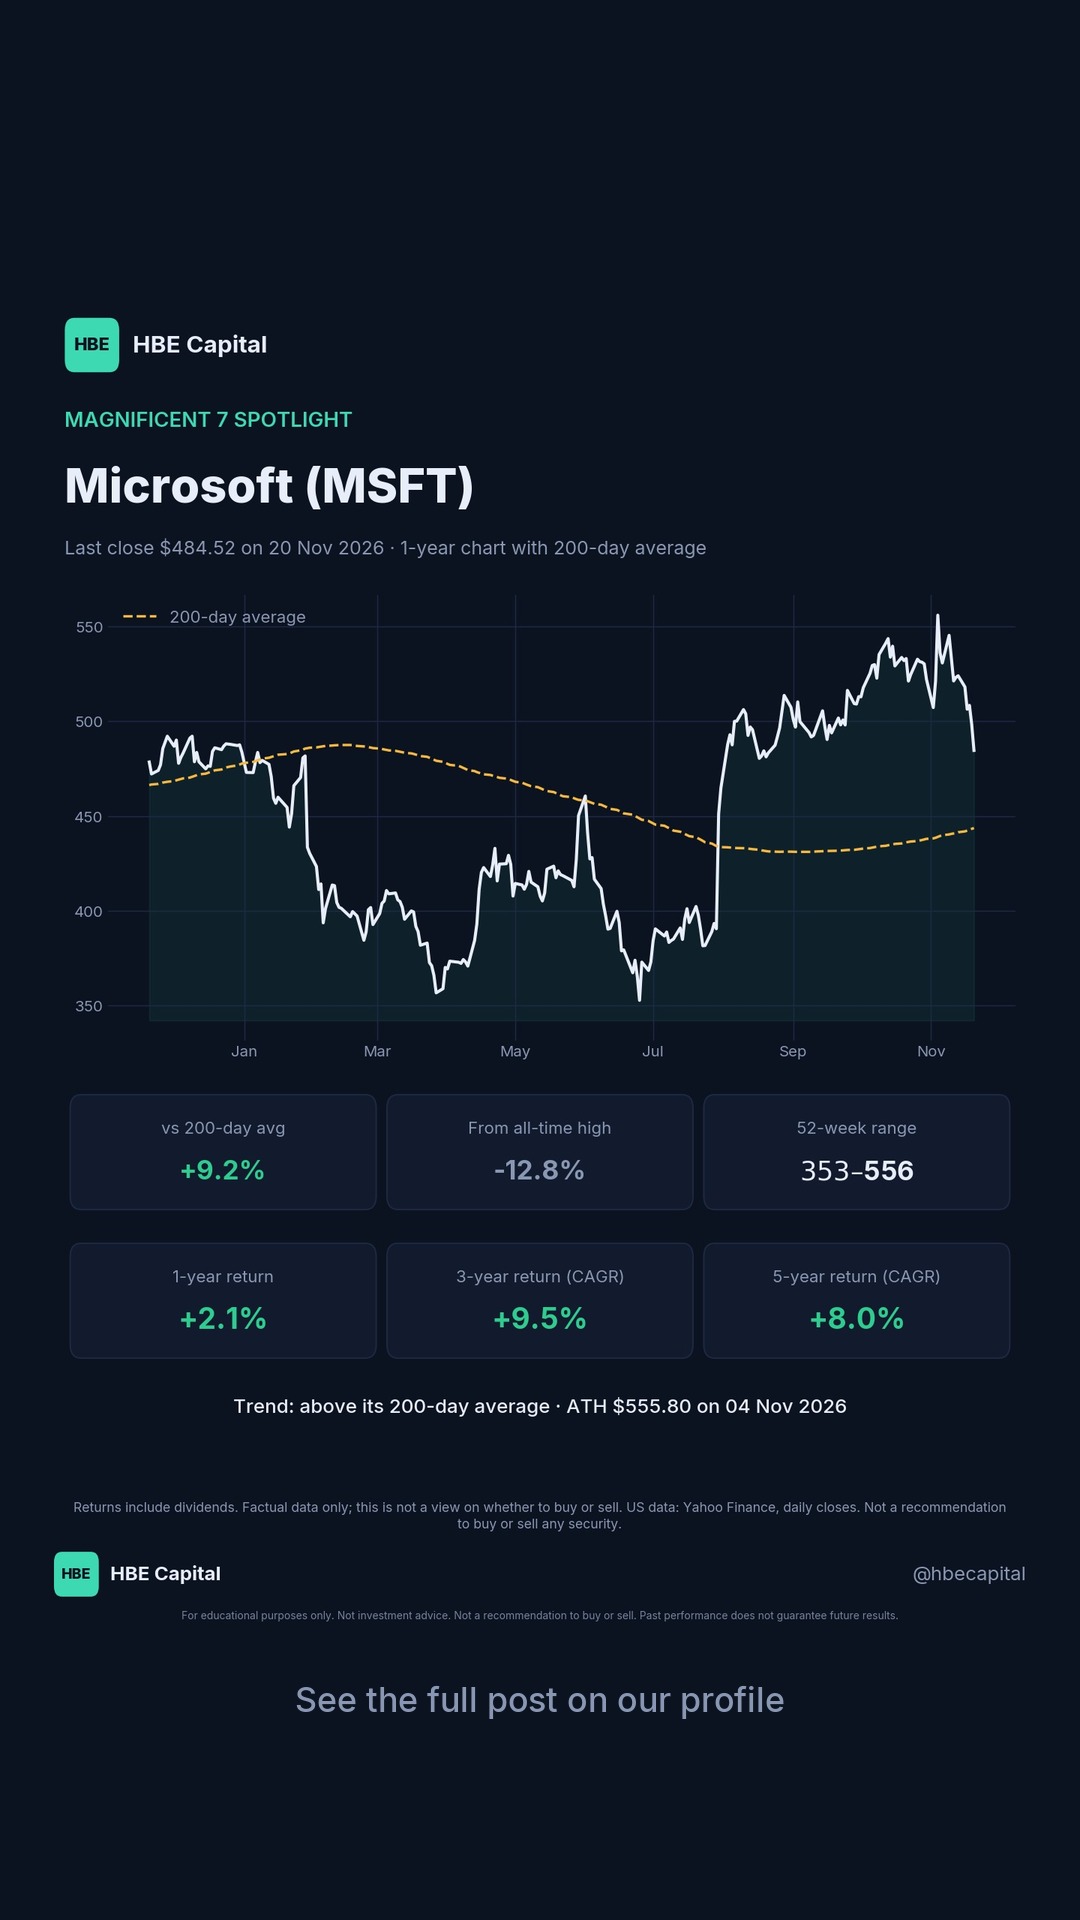 HBE HBE Capital
MAGNIFICENT 7 SPOTLIGHT
Microsoft (MSFT)
Last close $484.52 on 20 Nov 2026 · 1-year chart with 200-day average
200-day average
550
500
450
400
350
Jan Mar May Jul Sep Nov
vs 200-day avg From all-time high 52-week range
+9.2% -12.8% 353–556
1-year return 3-year return (CAGR) 5-year return (CAGR)
+2.1% +9.5% +8.0%
Trend: above its 200-day average · ATH $555.80 on 04 Nov 2026
Returns include dividends. Factual data only; this is not a view on whether to buy or sell. US data: Yahoo Finance, daily closes. Not a recommendation
to buy or sell any security.
HBE HBE Capital @hbecapital
For educational purposes only. Not investment advice. Not a recommendation to buy or sell. Past performance does not guarantee future results.
See the full post on our profile